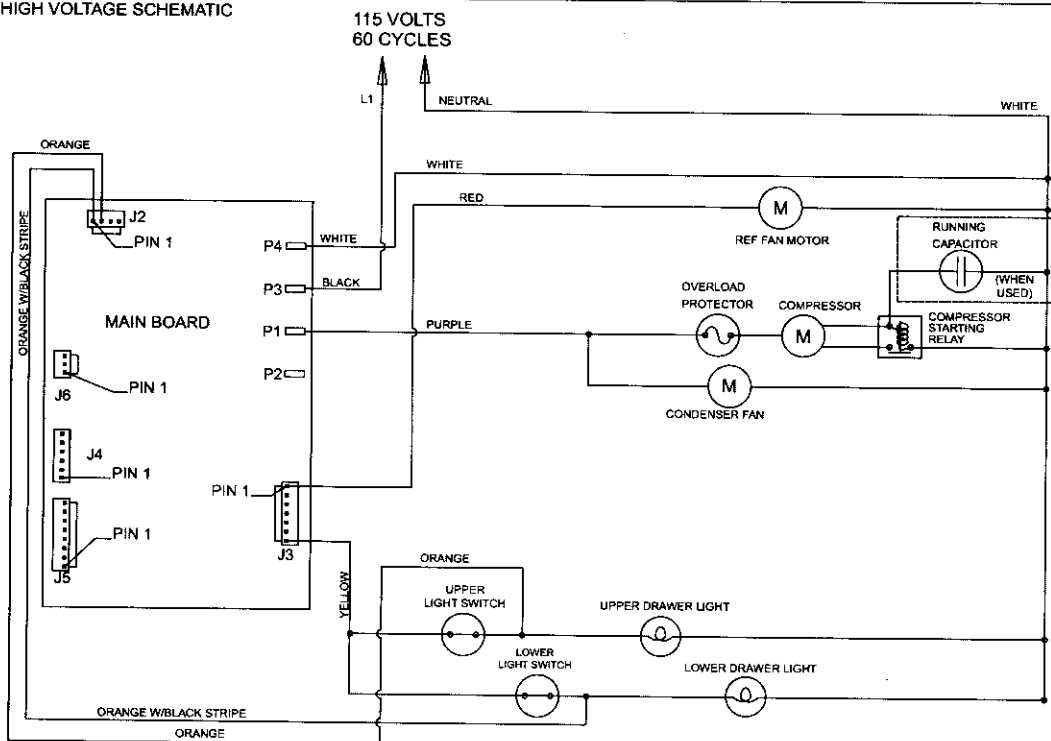 HIGH VOLTAGE SCHEMATIC
115 VOLTS
60 CYCLES
L1
NEUTRAL
WHITE
ORANGE
WHITE
RED
J2
PIN 1
P4
WHITE
M
REF FAN MOTOR
RUNNING
CAPACITOR
(WHEN
USED)
P3
BLACK
ORANGE W/BLACK STRIPE
MAIN BOARD
P1
PURPLE
OVERLOAD
PROTECTOR
COMPRESSOR
M
COMPRESSOR
STARTING
RELAY
P2
M
CONDENSER FAN
J6
PIN 1
J4
PIN 1
PIN 1
J5
PIN 1
J3
YELLOW
ORANGE
UPPER
LIGHT SWITCH
UPPER DRAWER LIGHT
LOWER
LIGHT SWITCH
LOWER DRAWER LIGHT
ORANGE W/BLACK STRIPE
ORANGE